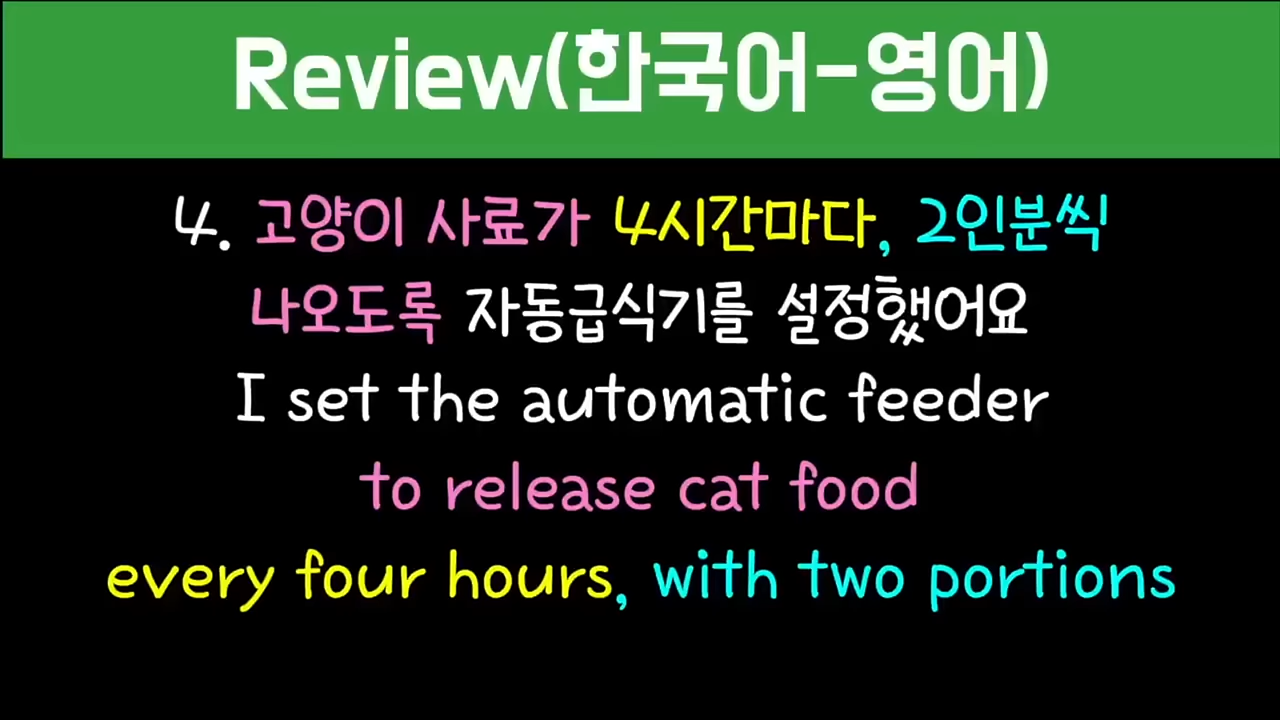 Review(한국어-영어)
4. 고양이 사료가 4시간마다, 2인분씩
나오도록 자동급식기를 설정했어요
I set the automatic feeder
to release cat food
every four hours, with two portions